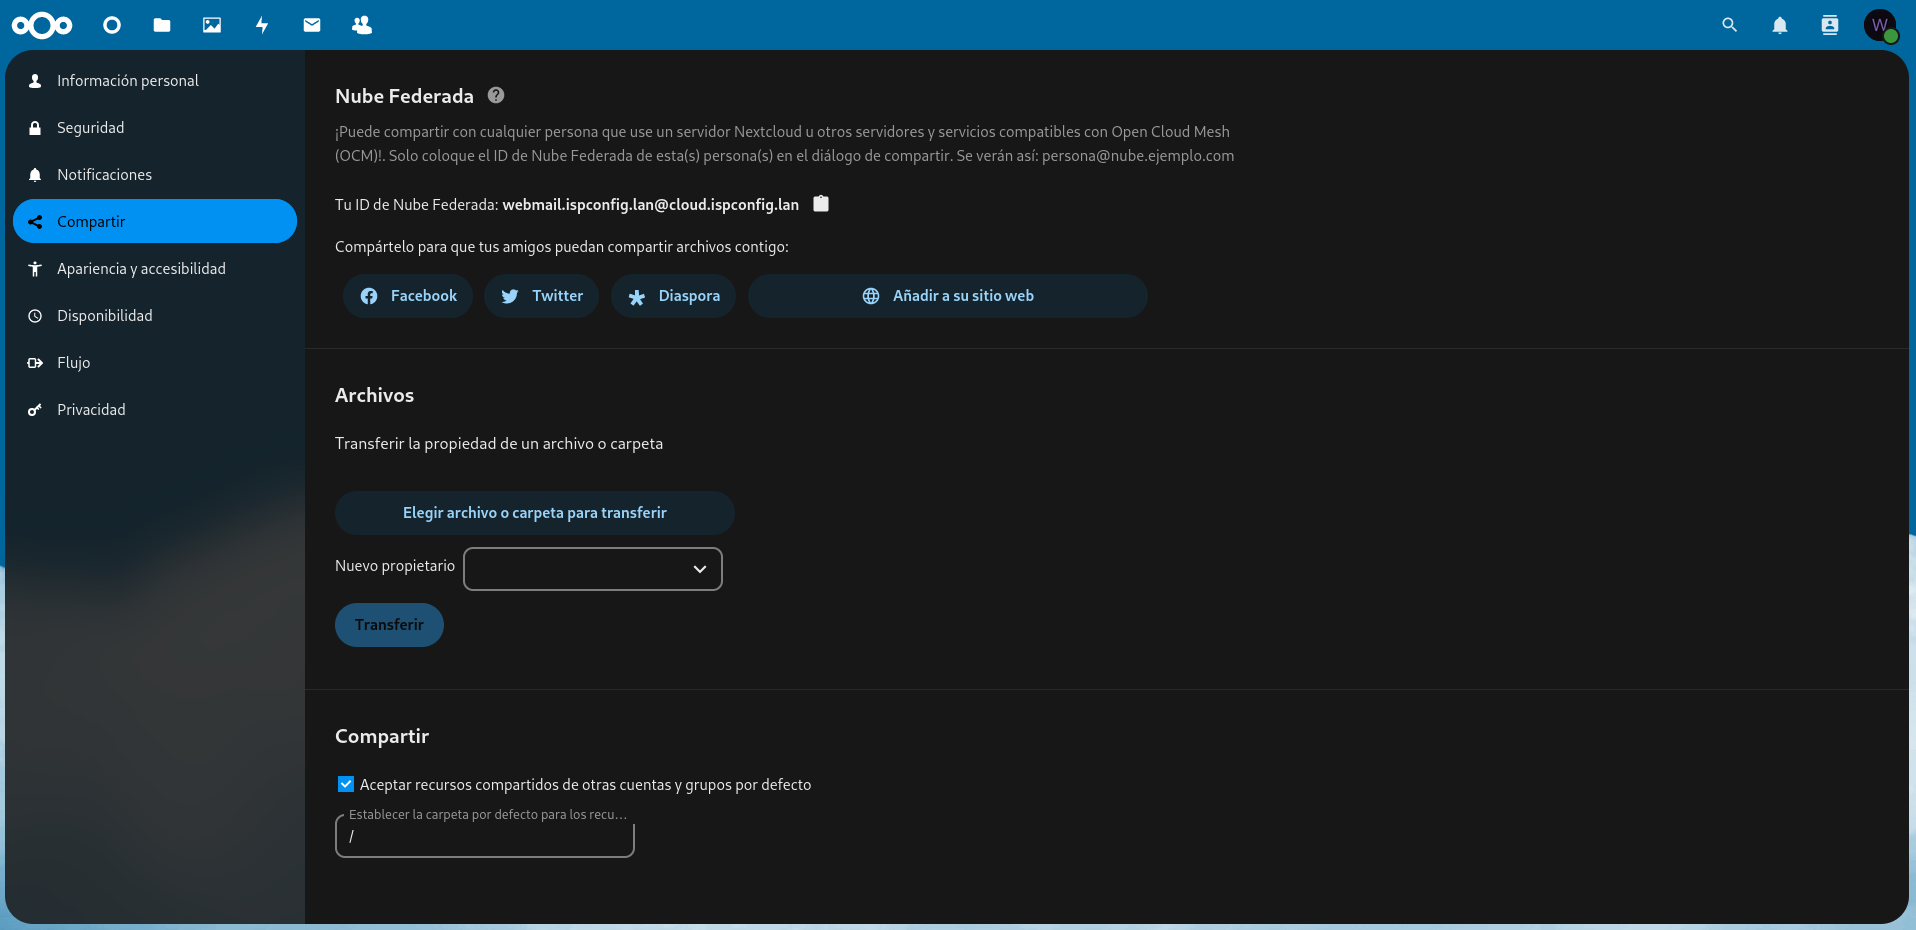 W
Información personal
Seguridad
Notificaciones
Compartir
Apariencia y accesibilidad
Disponibilidad
Flujo
Privacidad
Nube Federada
¡Puede compartir con cualquier persona que use un servidor Nextcloud u otros servidores y servicios compatibles con Open Cloud Mesh
(OCM)!. Solo coloque el ID de Nube Federada de esta(s) persona(s) en el diálogo de compartir. Se verán así: persona@nube.ejemplo.com
Tu ID de Nube Federada: webmail.ispconfig.lan@cloud.ispconfig.lan
Compártelo para que tus amigos puedan compartir archivos contigo:
Facebook Twitter Diaspora Añadir a su sitio web
Archivos
Transferir la propiedad de un archivo o carpeta
Elegir archivo o carpeta para transferir
Nuevo propietario
Transferir
Compartir
Aceptar recursos compartidos de otras cuentas y grupos por defecto
Establecer la carpeta por defecto para los recu...
/